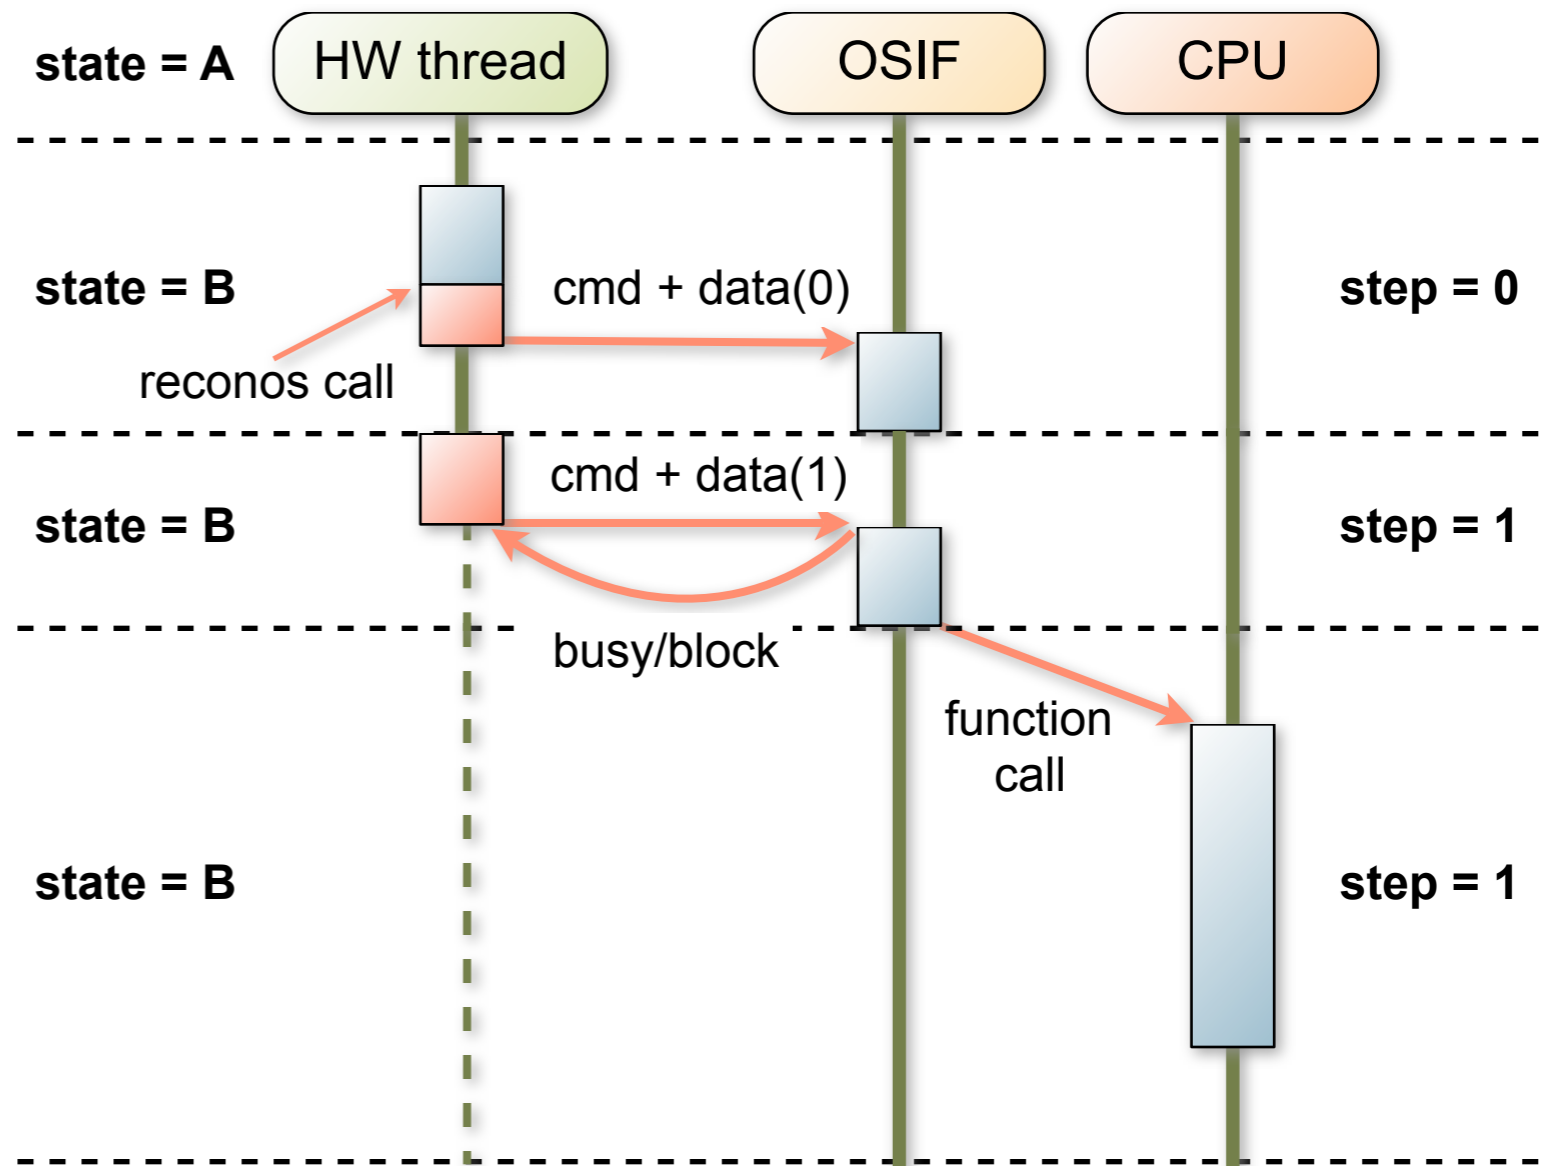 state = A
HW thread
OSIF
CPU
state = B
cmd + data(0)
step = 0
reconos call
cmd + data(1)
state = B
step = 1
busy/block
function
call
state = B
step = 1